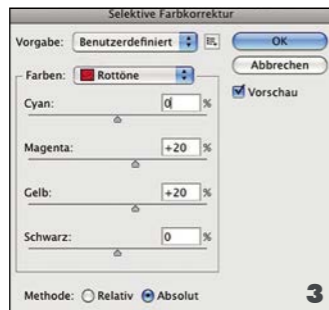 Selektive Farbkorrektur
Vorgabe: Benutzerdefiniert OK
Abbrechen
Farben: Rottöne Vorschau
Cyan: 0 %
Magenta: +20 %
Gelb: +20 %
Schwarz: 0 %
Methode: Relativ Absolut 3